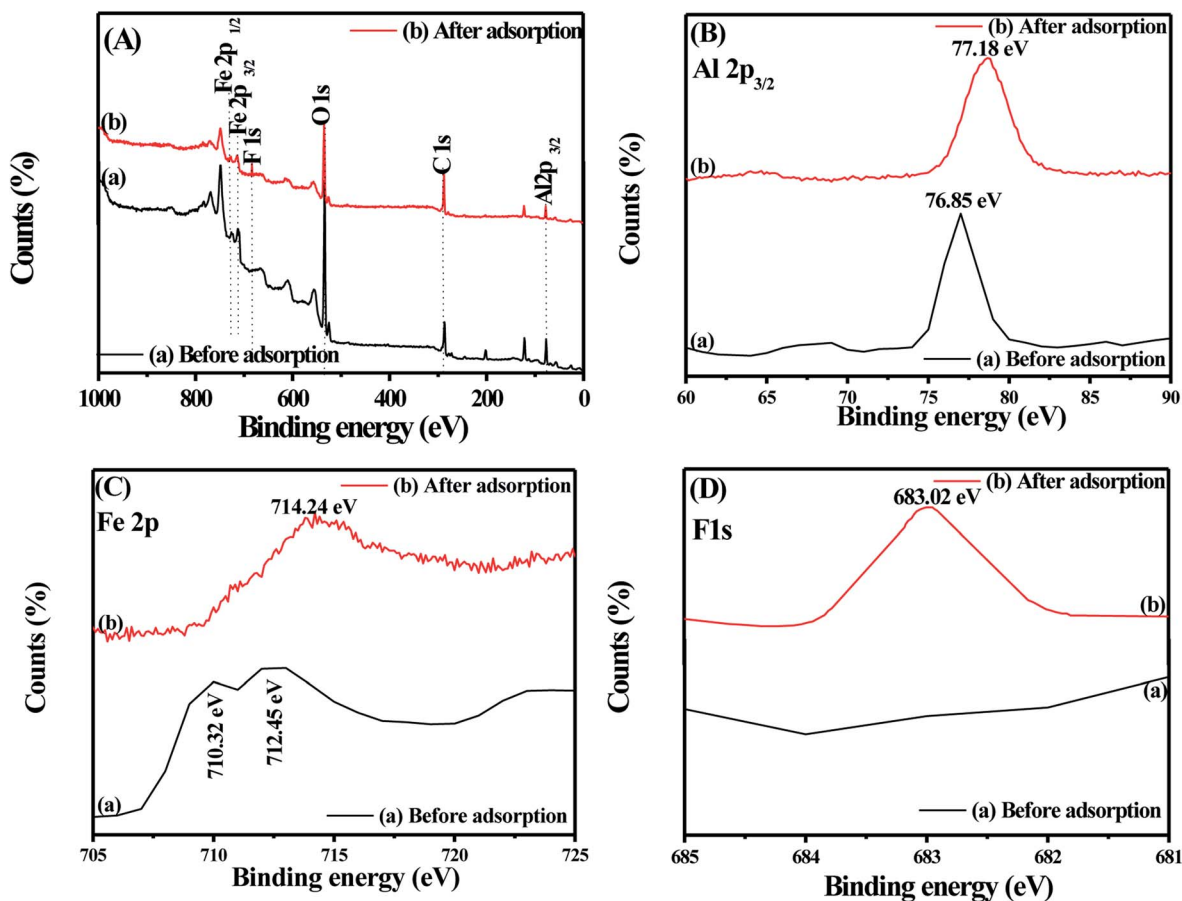 (A)
(b) After adsorption
Fe 2p 1/2
Fe 2p 3/2
F 1s
O 1s
C 1s
Al2p 3/2
(b)
(a)
(a) Before adsorption
Counts (%)
1000 800 600 400 200 0
Binding energy (eV)
(B)
(b) After adsorption
Al 2p3/2
77.18 eV
(b)
76.85 eV
(a)
(a) Before adsorption
Counts (%)
60 65 70 75 80 85 90
Binding energy (eV)
(C)
(b) After adsorption
Fe 2p
714.24 eV
(b)
710.32 eV
712.45 eV
(a)
(a) Before adsorption
Counts (%)
705 710 715 720 725
Binding energy (eV)
(D)
(b) After adsorption
683.02 eV
F1s
(b)
(a)
(a) Before adsorption
Counts (%)
685 684 683 682 681
Binding energy (eV)